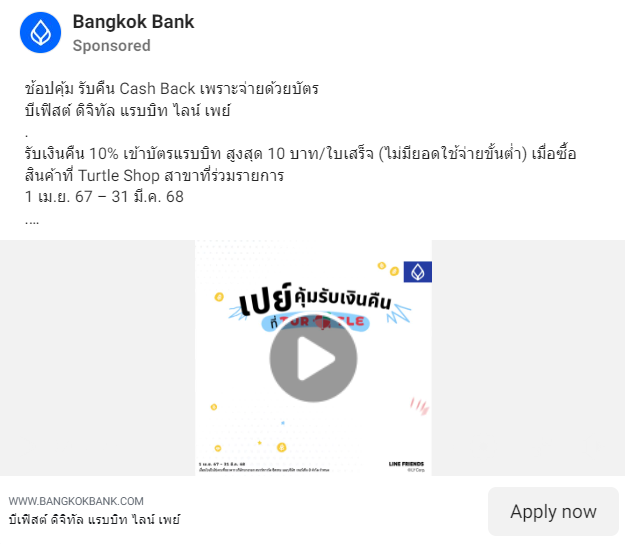 Bangkok Bank
Sponsored
ช้อปคุ้ม รับคืน Cash Back เพราะจ่ายด้วยบัตร
บีเฟิสต์ ดิจิทัล แรบบิท ไลน์ เพย์
.
รับเงินคืน 10% เข้าบัตรแรบบิท สูงสุด 10 บาท/ใบเสร็จ (ไม่มียอดใช้จ่ายขั้นต่ำ) เมื่อซื้อ
สินค้าที่ Turtle Shop สาขาที่ร่วมรายการ
1 เม.ย. 67 – 31 มี.ค. 68
.…
เปย์คุ้มรับเงินคืน
ที่ TURTLE
1 เม.ย. 67 – 31 มี.ค. 68
LINE FRIENDS
WWW.BANGKOKBANK.COM
บีเฟิสต์ ดิจิทัล แรบบิท ไลน์ เพย์
Apply now